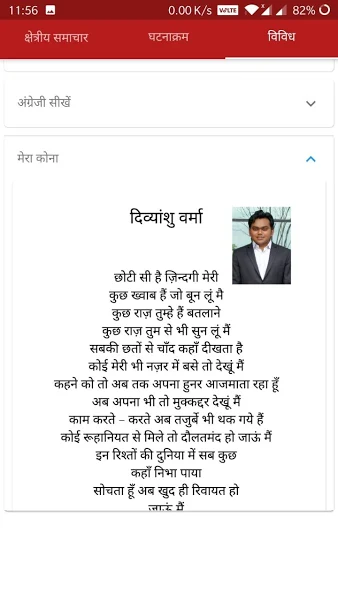 11:56
0.00 K/s VoLTE x 82%
क्षेत्रीय समाचार घटनाक्रम विविध
अंग्रेजी सीखें
मेरा कोना
दिव्यांशु वर्मा
छोटी सी है ज़िन्दगी मेरी
कुछ ख्वाब हैं जो बून लूं मै
कुछ राज़ तुम्हे हैं बतलाने
कुछ राज़ तुम से भी सुन लूं मैं
सबकी छतों से चाँद कहाँ दीखता है
कोई मेरी भी नज़र में बसे तो देखूं मैं
कहने को तो अब तक अपना हुनर आजमाता रहा हूँ
अब अपना भी तो मुक्कद्दर देखूं मैं
काम करते – करते अब तजुर्बे भी थक गये हैं
कोई रूहानियत से मिले तो दौलतमंद हो जाऊं मैं
इन रिश्तों की दुनिया में सब कुछ
कहाँ निभा पाया
सोचता हूँ अब खुद ही रिवायत हो
जाऊं मैं